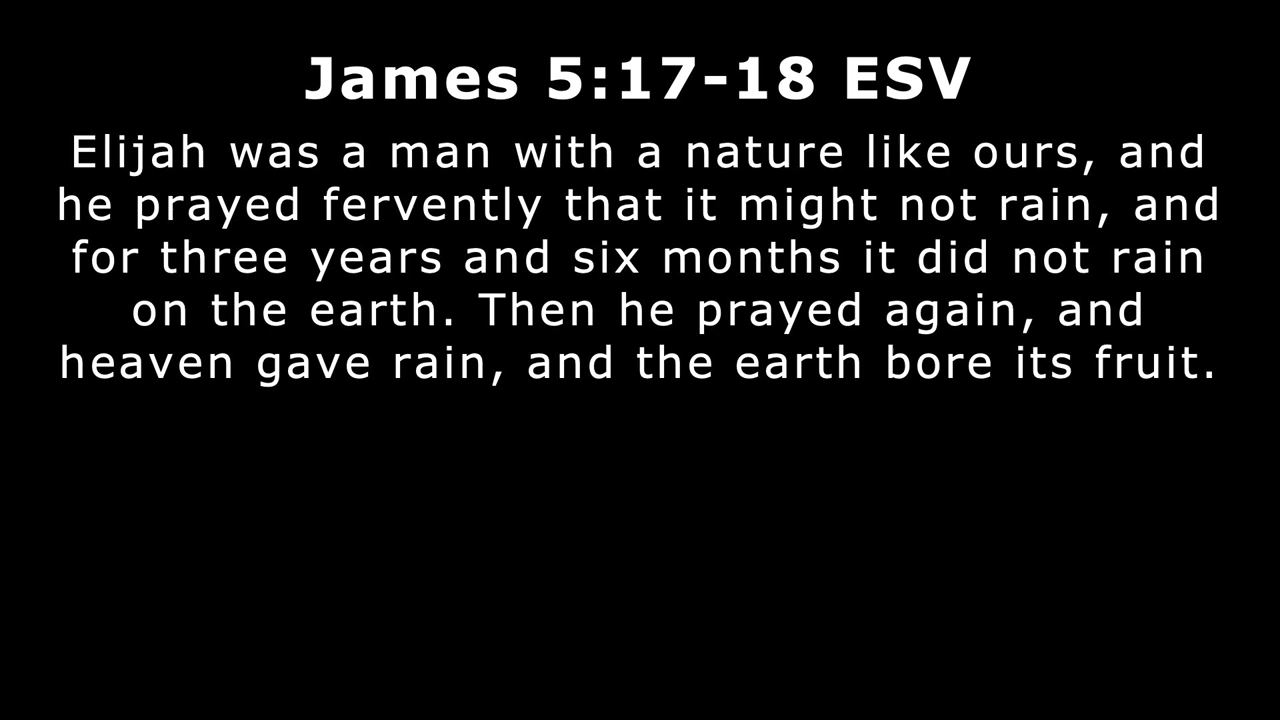 James 5:17-18 ESV
Elijah was a man with a nature like ours, and
he prayed fervently that it might not rain, and
for three years and six months it did not rain
on the earth. Then he prayed again, and
heaven gave rain, and the earth bore its fruit.